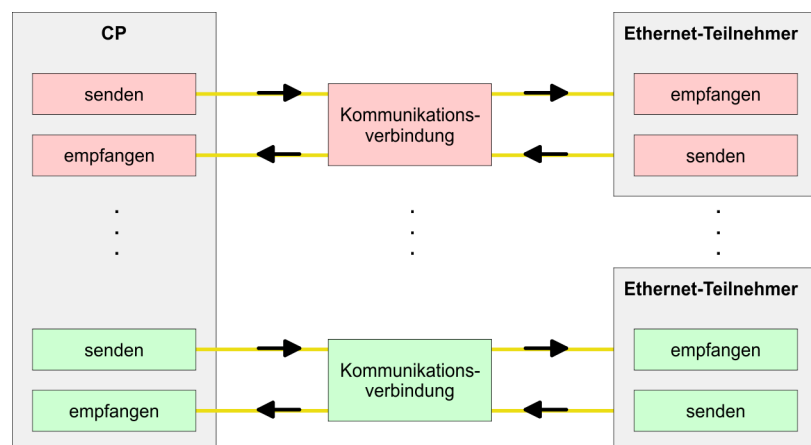 CP
Ethernet-Teilnehmer
senden
Kommunikations-
verbindung
empfangen
empfangen
senden
Ethernet-Teilnehmer
senden
Kommunikations-
verbindung
empfangen
empfangen
senden